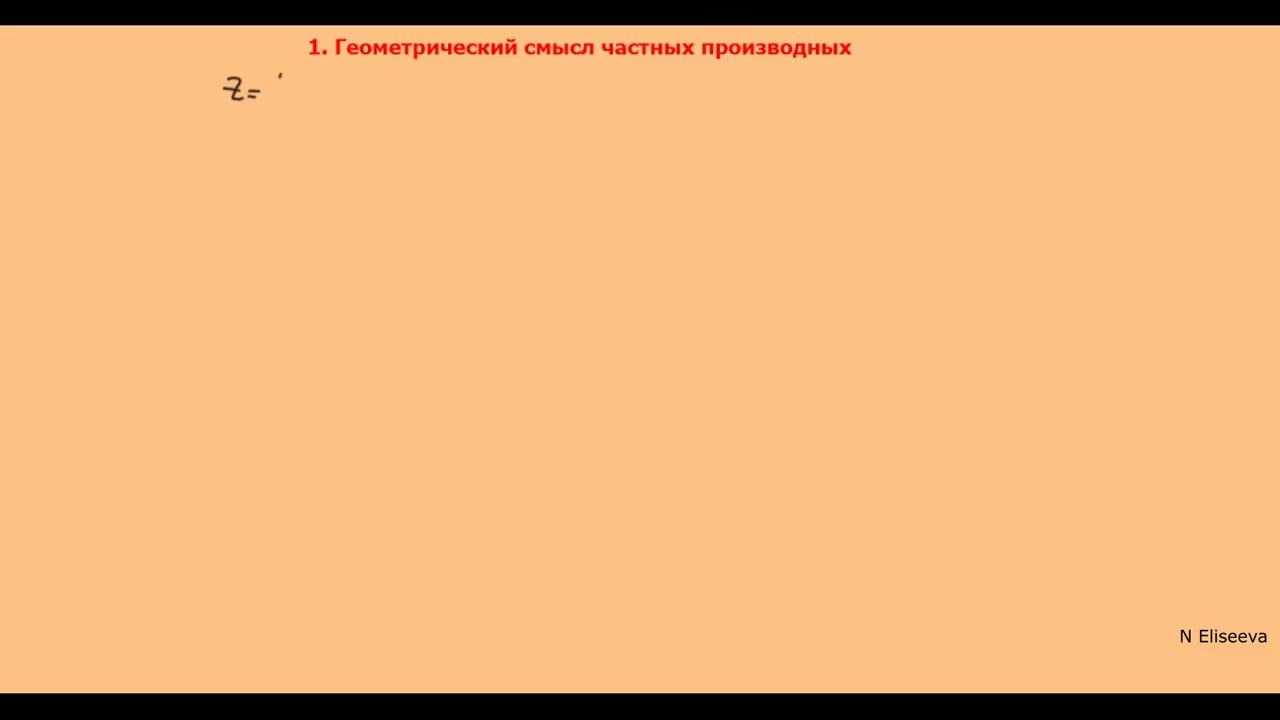 1. Геометрический смысл частных производных
z=
N Eliseeva